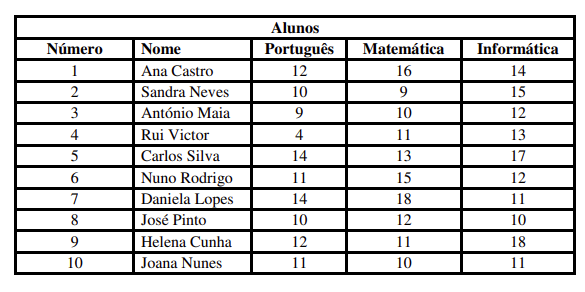 Alunos
Número Nome Português Matemática Informática
1 Ana Castro 12 16 14
2 Sandra Neves 10 9 15
3 António Maia 9 10 12
4 Rui Victor 4 11 13
5 Carlos Silva 14 13 17
6 Nuno Rodrigo 11 15 12
7 Daniela Lopes 14 18 11
8 José Pinto 10 12 10
9 Helena Cunha 12 11 18
10 Joana Nunes 11 10 11